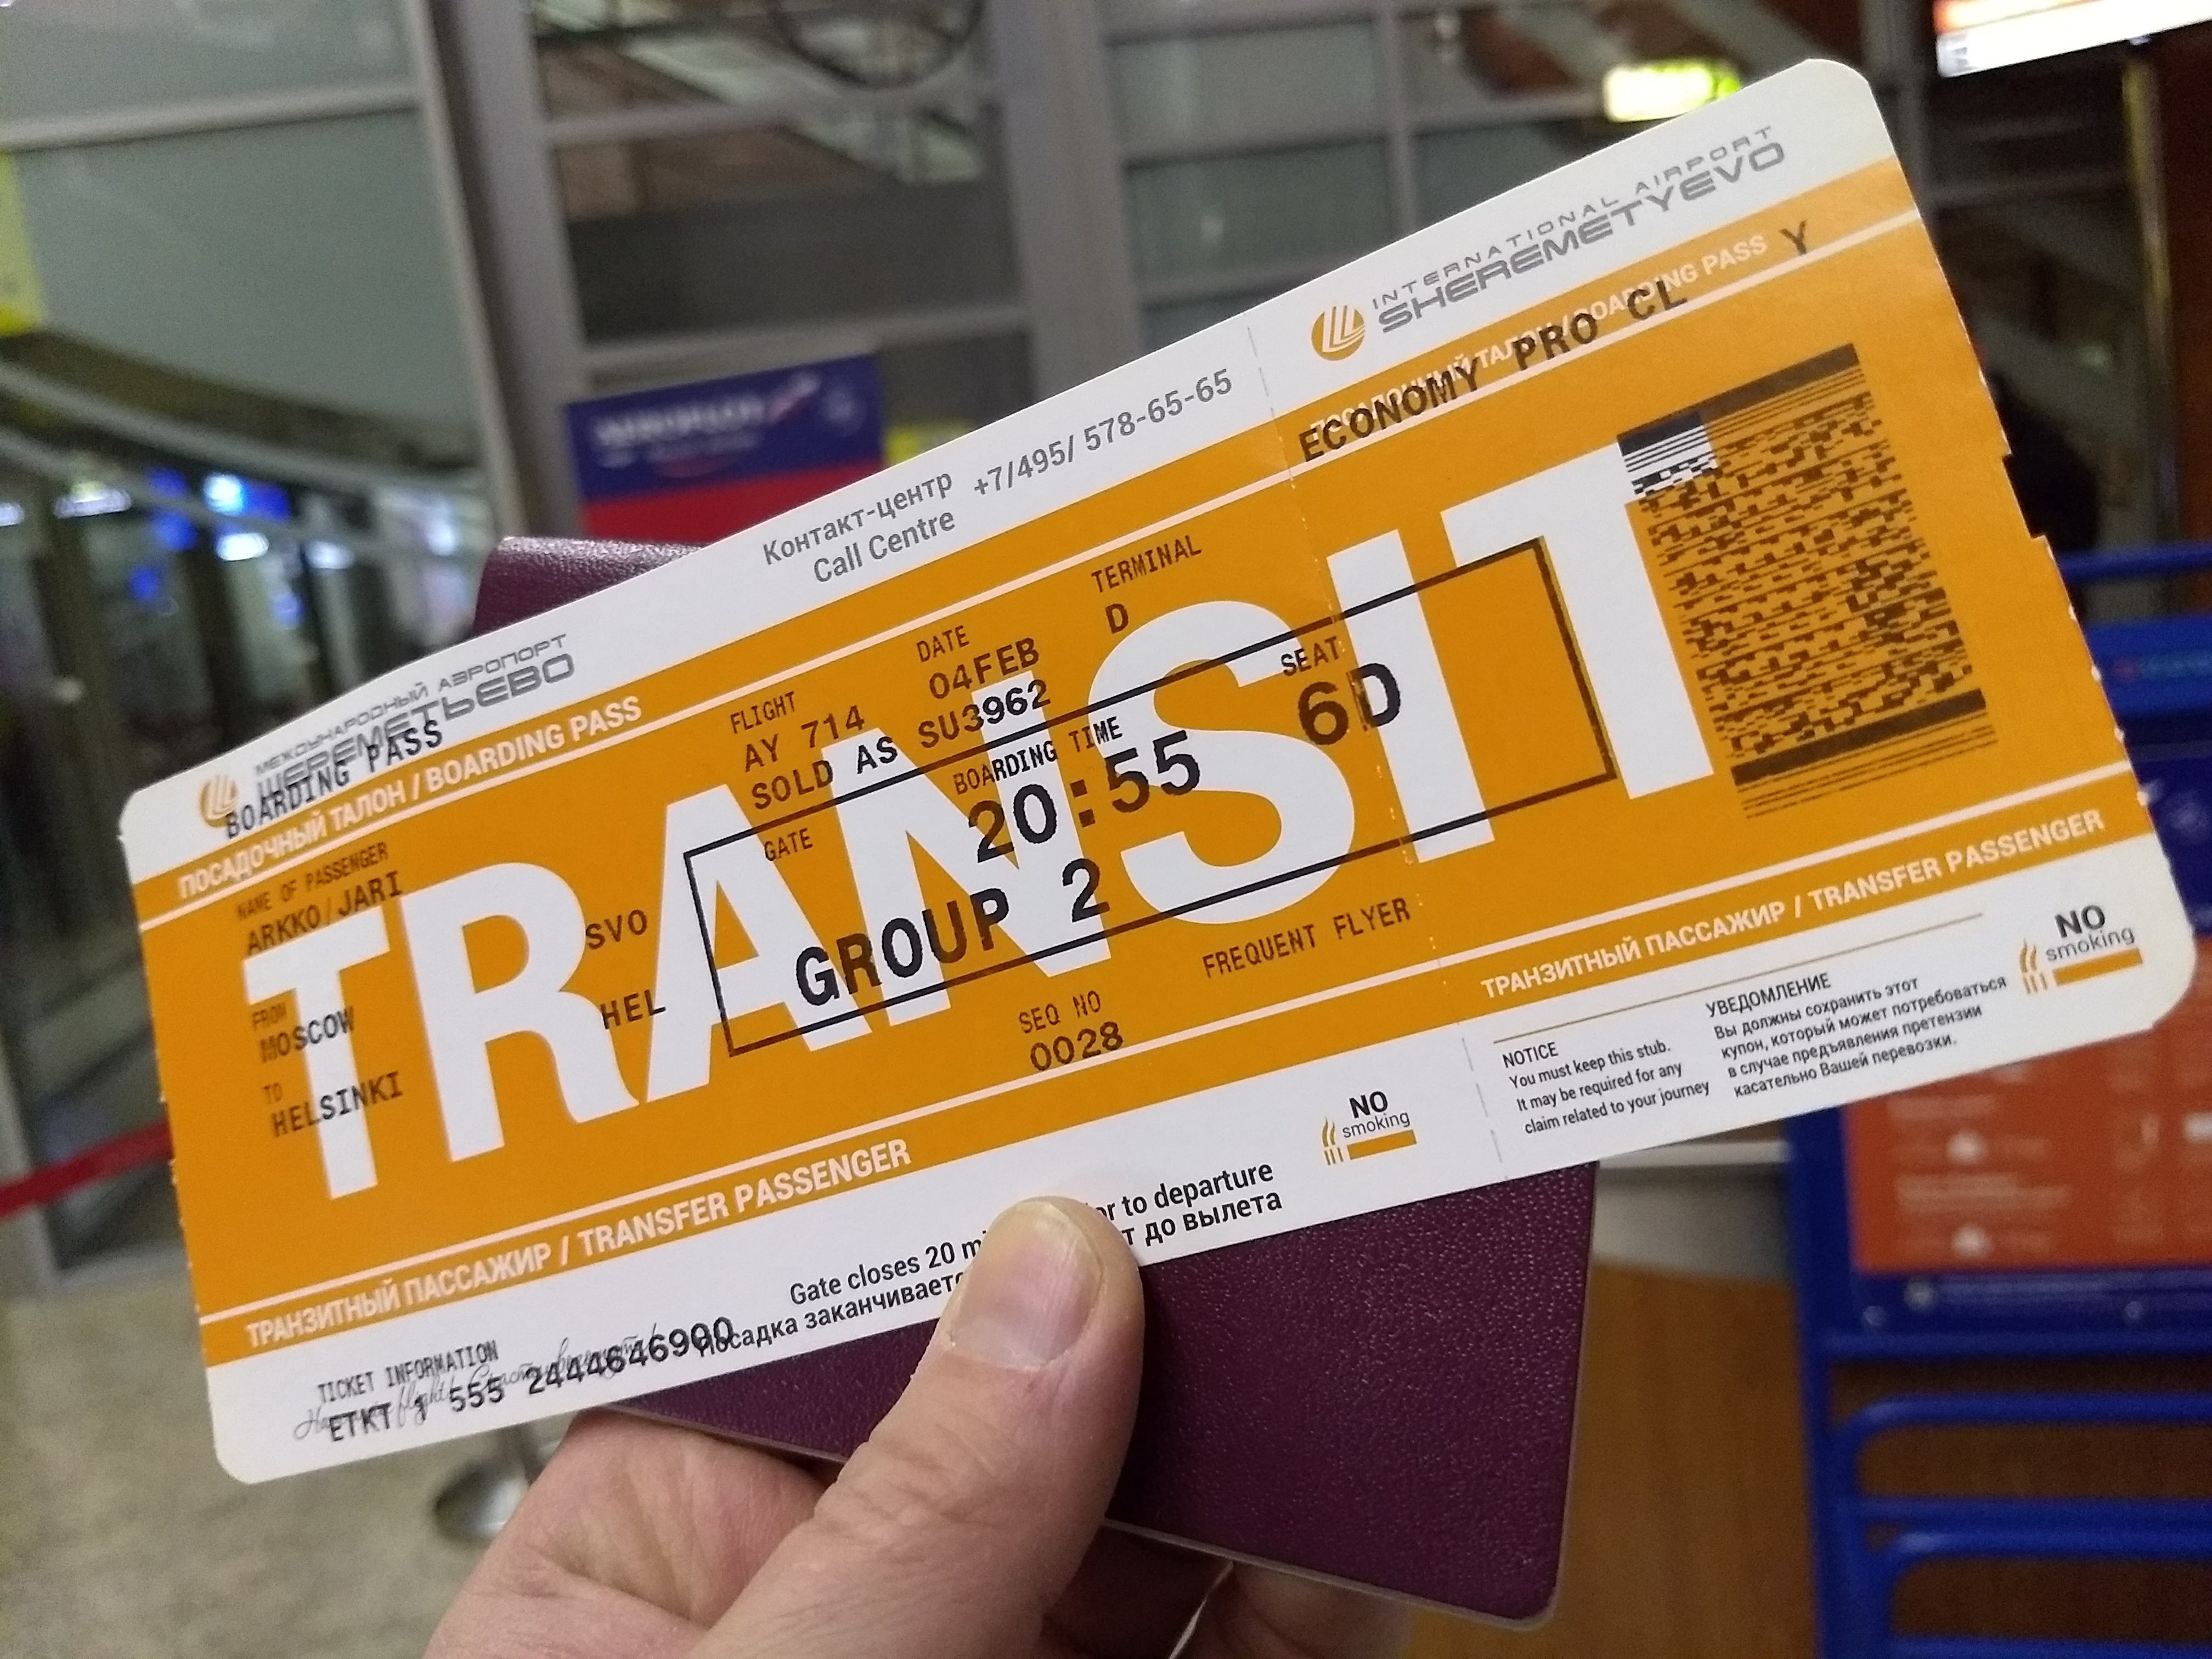 МЕЖДУНАРОДНЫЙ АЭРОПОРТ
ШЕРЕМЕТЬЕВО
BOARDING PASS
ПОСАДОЧНЫЙ ТАЛОН / BOARDING PASS
Контакт-центр +7/495/ 578-65-65
Call Centre
INTERNATIONAL AIRPORT
SHEREMETYEVO
ПОСАДОЧНЫЙ ТАЛОН / BOARDING PASS Y
ECONOMY PRO CL
TRANSIT
NAME OF PASSENGER
ARKKO/JARI
FROM
MOSCOW SVO
TO
HELSINKI HEL
FLIGHT DATE TERMINAL
AY 714 04FEB D
SOLD AS SU3962
GATE BOARDING TIME SEAT
20:55 6D
GROUP 2
SEQ NO FREQUENT FLYER
0028
ТРАНЗИТНЫЙ ПАССАЖИР / TRANSFER PASSENGER
ТРАНЗИТНЫЙ ПАССАЖИР / TRANSFER PASSENGER
TICKET INFORMATION
ETKT 1 555 2444646900
Gate closes 20 to departure
Посадка до вылета
NO
smoking
NOTICE
You must keep this stub.
It may be required for any
claim related to your journey
УВЕДОМЛЕНИЕ
Вы должны сохранить этот
купон, который может потребоваться
в случае предъявления претензии
касательно Вашей перевозки.
NO
smoking